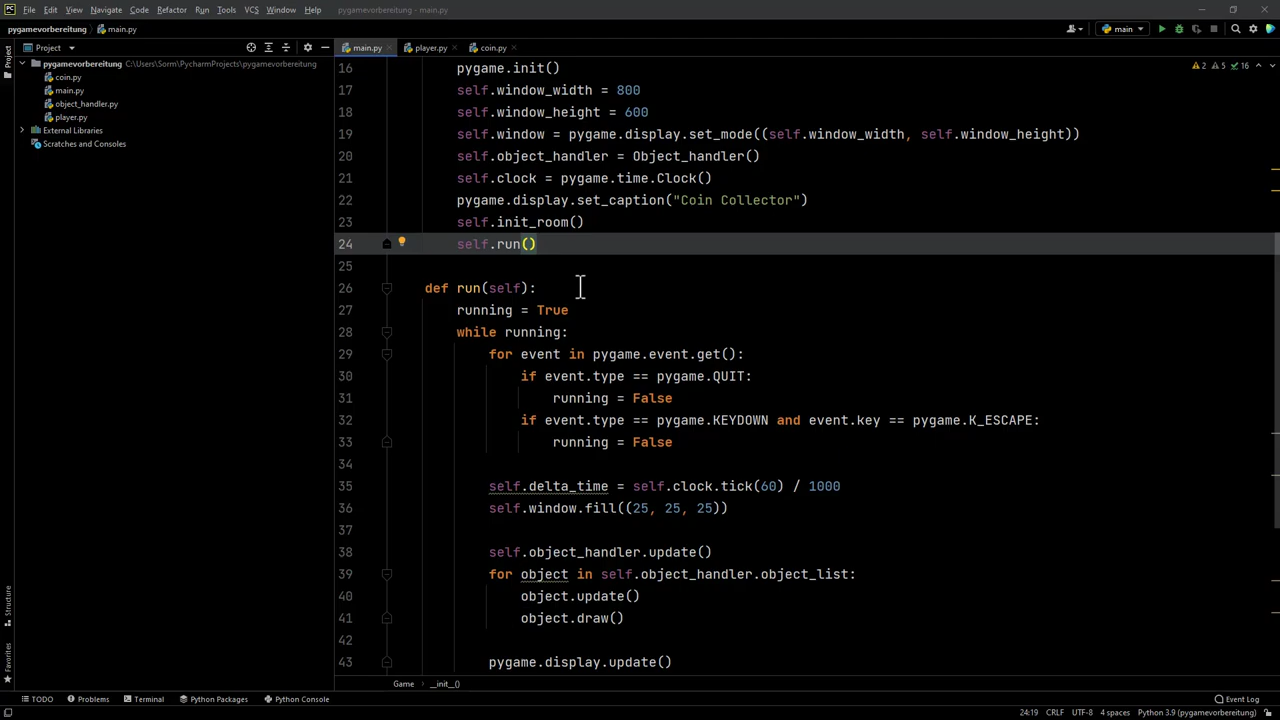 File Edit View Navigate Code Refactor Run Tools VCS Window Help pygamevorbereitung - main.py
pygamevorbereitung main.py main
Project main.py player.py coin.py
Project
pygamevorbereitung C:\Users\Sorm\PycharmProjects\pygamevorbereitung
coin.py
main.py
object_handler.py
player.py
External Libraries
Scratches and Consoles
2 5 16
16 pygame.init()
17 self.window_width = 800
18 self.window_height = 600
19 self.window = pygame.display.set_mode((self.window_width, self.window_height))
20 self.object_handler = Object_handler()
21 self.clock = pygame.time.Clock()
22 pygame.display.set_caption("Coin Collector")
23 self.init_room()
24 self.run()
25
26 def run(self):
27 running = True
28 while running:
29 for event in pygame.event.get():
30 if event.type == pygame.QUIT:
31 running = False
32 if event.type == pygame.KEYDOWN and event.key == pygame.K_ESCAPE:
33 running = False
34
35 self.delta_time = self.clock.tick(60) / 1000
36 self.window.fill((25, 25, 25))
37
38 self.object_handler.update()
39 for object in self.object_handler.object_list:
40 object.update()
41 object.draw()
42
43 pygame.display.update()
Structure
Favorites
Game __init__()
TODO Problems Terminal Python Packages Python Console Event Log
24:19 CRLF UTF-8 4 spaces Python 3.9 (pygamevorbereitung)